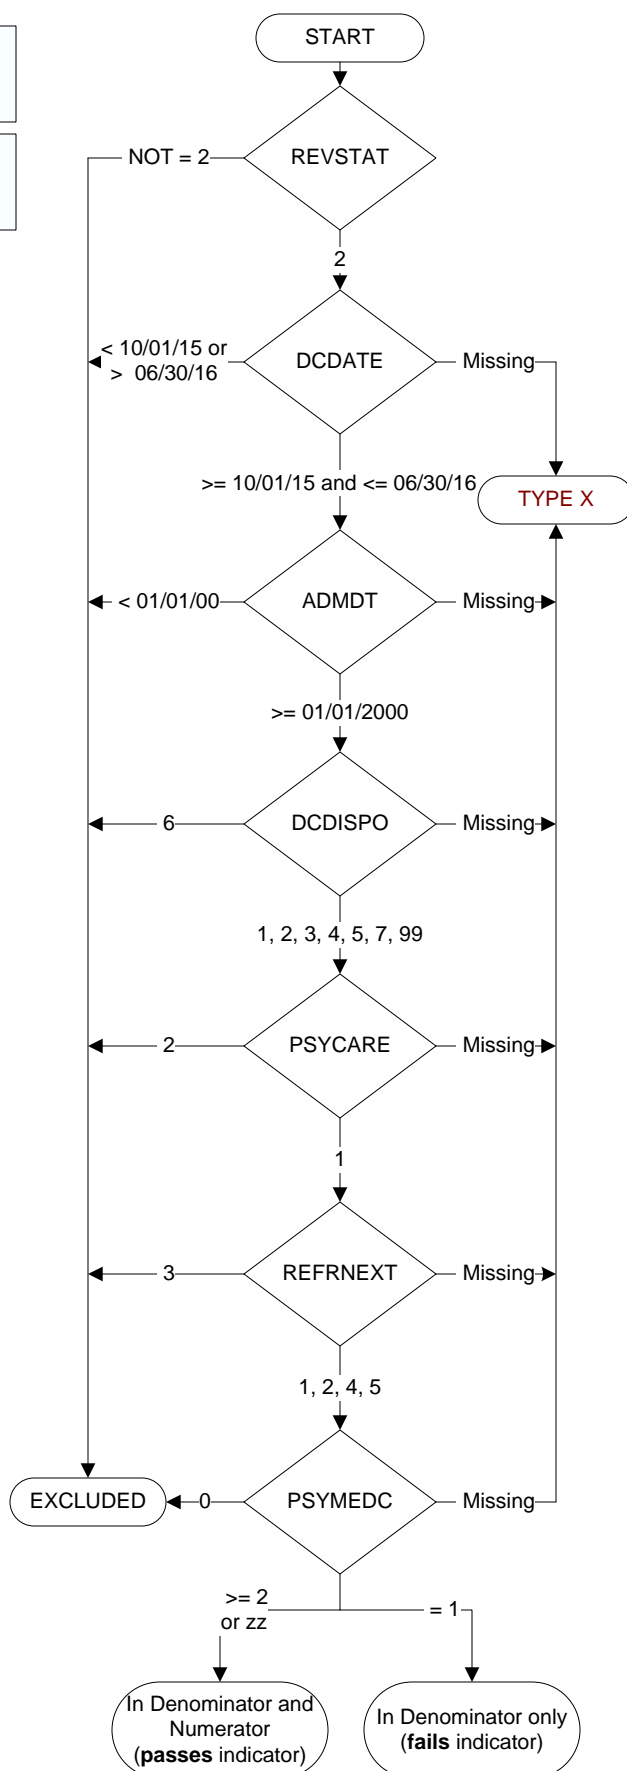 START
REVSTAT
NOT = 2
2
DCDATE
< 10/01/15 or
> 06/30/16
Missing
>= 10/01/15 and <= 06/30/16
TYPE X
ADMDT
< 01/01/00
Missing
>= 01/01/2000
DCDISPO
6
Missing
1, 2, 3, 4, 5, 7, 99
PSYCARE
2
Missing
1
REFRNEXT
3
Missing
1, 2, 4, 5
EXCLUDED
0
PSYMEDC
Missing
>= 2
or zz
= 1
In Denominator and
Numerator
(passes indicator)
In Denominator only
(fails indicator)